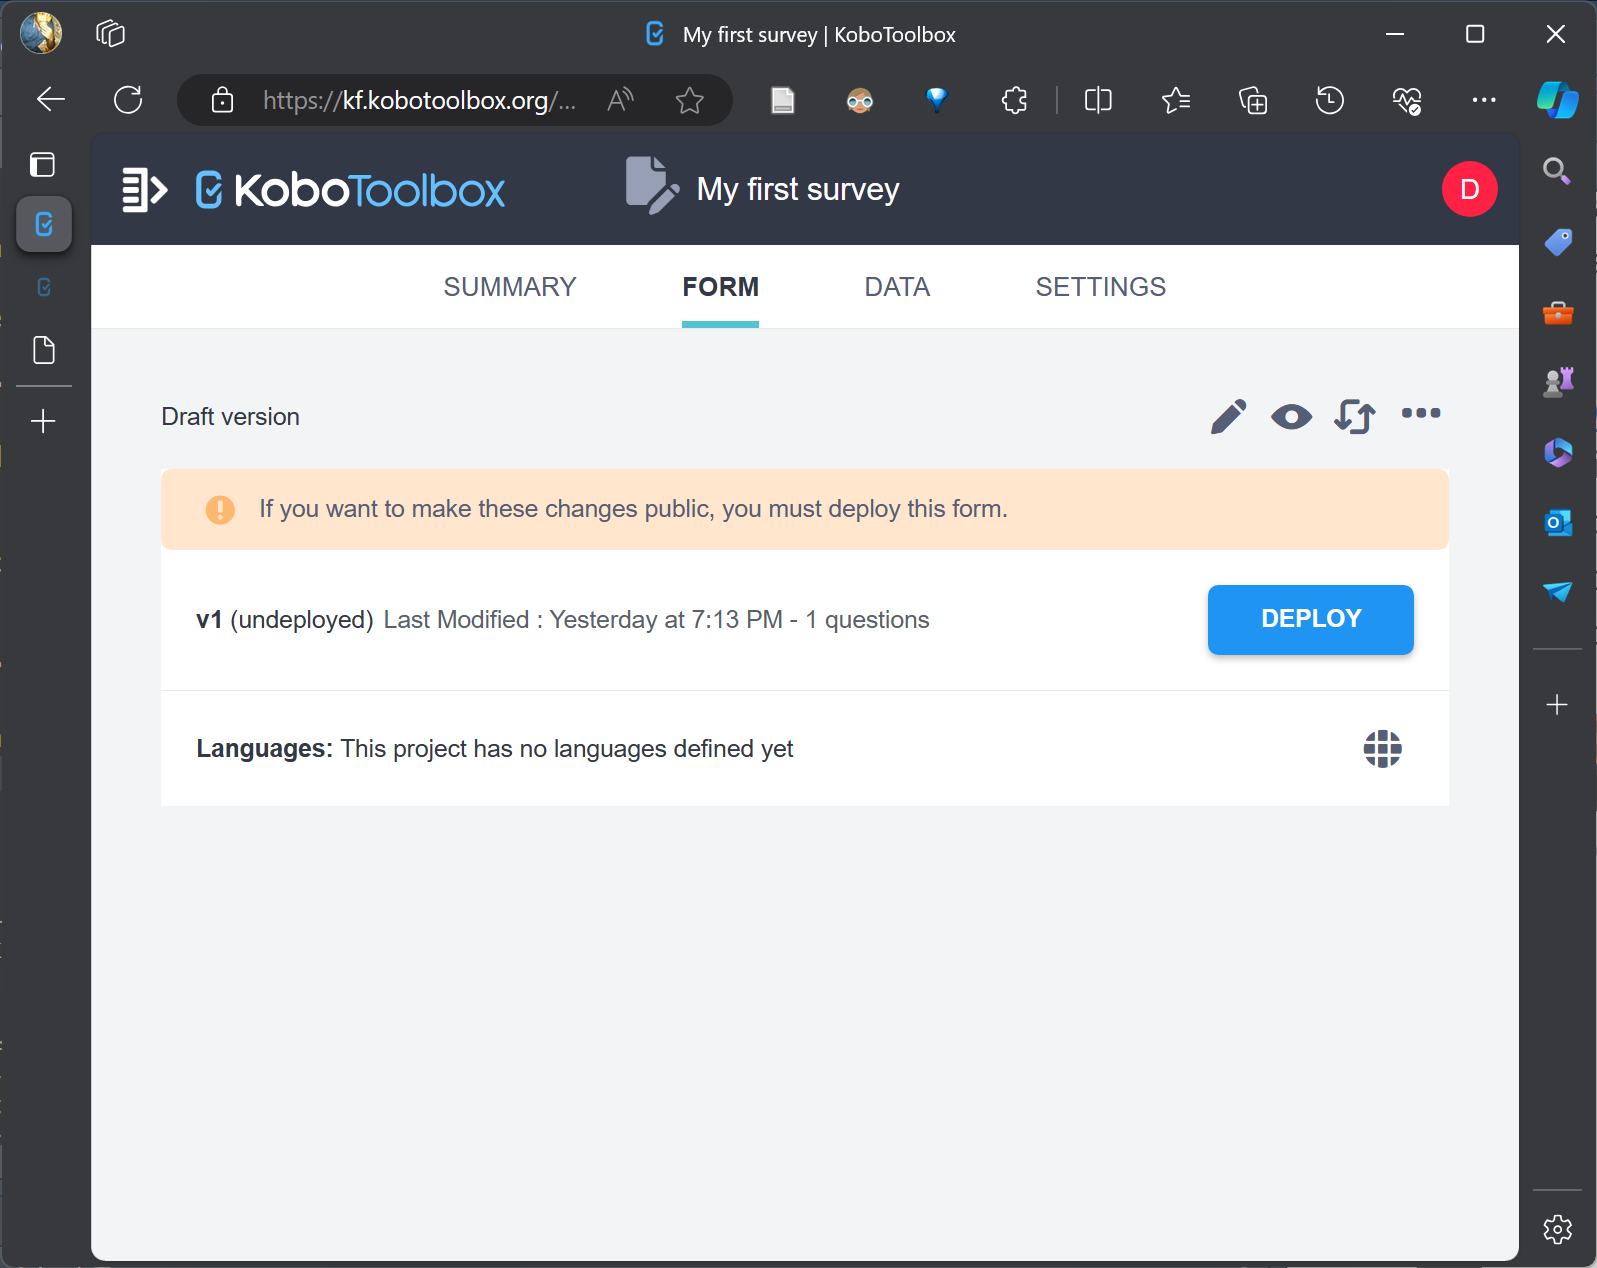 My first survey | KoboToolbox
https://kf.kobotoolbox.org/...
KoboToolbox
My first survey
D
SUMMARY
FORM
DATA
SETTINGS
Draft version
If you want to make these changes public, you must deploy this form.
v1 (undeployed) Last Modified : Yesterday at 7:13 PM - 1 questions
DEPLOY
Languages: This project has no languages defined yet